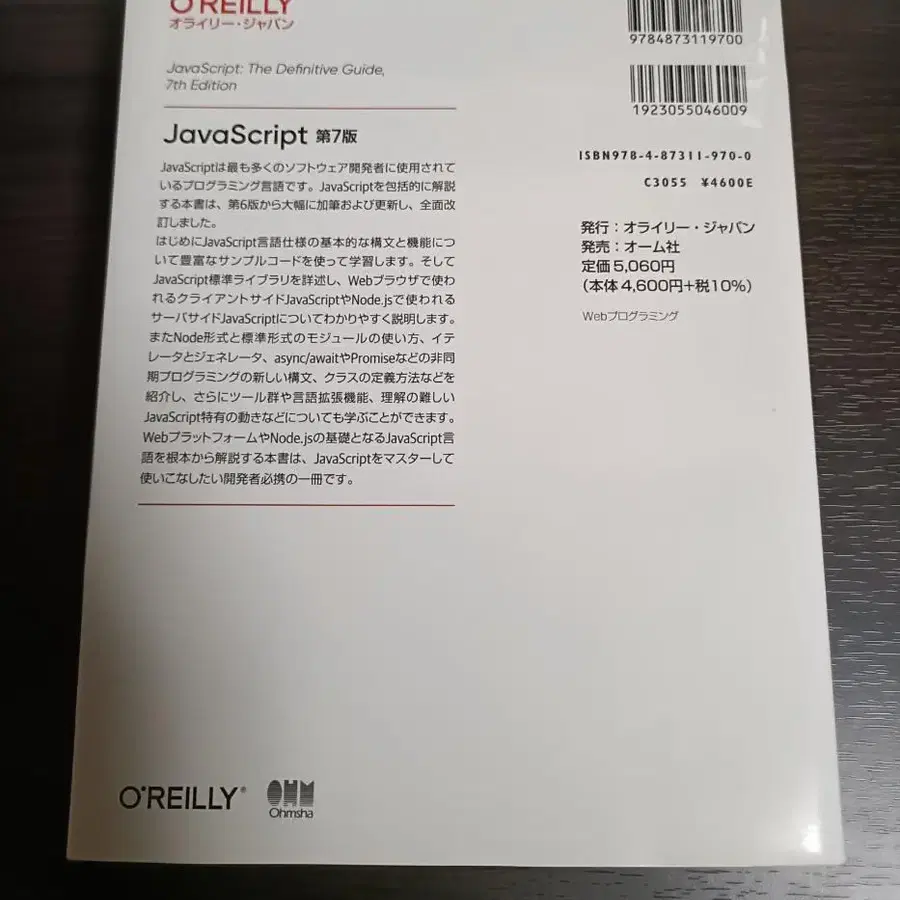 O'REILLY
オライリー・ジャパン
JavaScript: The Definitive Guide,
7th Edition
JavaScript 第7版
JavaScriptは最も多くのソフトウェア開発者に使用されて
いるプログラミング言語です。JavaScriptを包括的に解説
する本書は、第6版から大幅に加筆および更新し、全面改
訂しました。
はじめにJavaScript言語仕様の基本的な構文と機能につ
いて豊富なサンプルコードを使って学習します。そして
JavaScript標準ライブラリを詳述し、Webブラウザで使わ
れるクライアントサイドJavaScriptやNode.jsで使われる
サーバサイドJavaScriptについてわかりやすく説明します。
またNode形式と標準形式のモジュールの使い方、イテ
レータとジェネレータ、async/awaitやPromiseなどの非同
期プログラミングの新しい構文、クラスの定義方法などを
紹介し、さらにツール群や言語拡張機能、理解の難しい
JavaScript特有の動きなどについても学ぶことができます。
WebプラットフォームやNode.jsの基礎となるJavaScript言
語を根本から解説する本書は、JavaScriptをマスターして
使いこなしたい開発者必携の一冊です。
9784873119700
1923055046009
ISBN978-4-87311-970-0
C3055 ¥4600E
発行：オライリー・ジャパン
発売：オーム社
定価5,060円
（本体4,600円+税10%）
Webプログラミング
O'REILLY®
OHM
Ohmsha